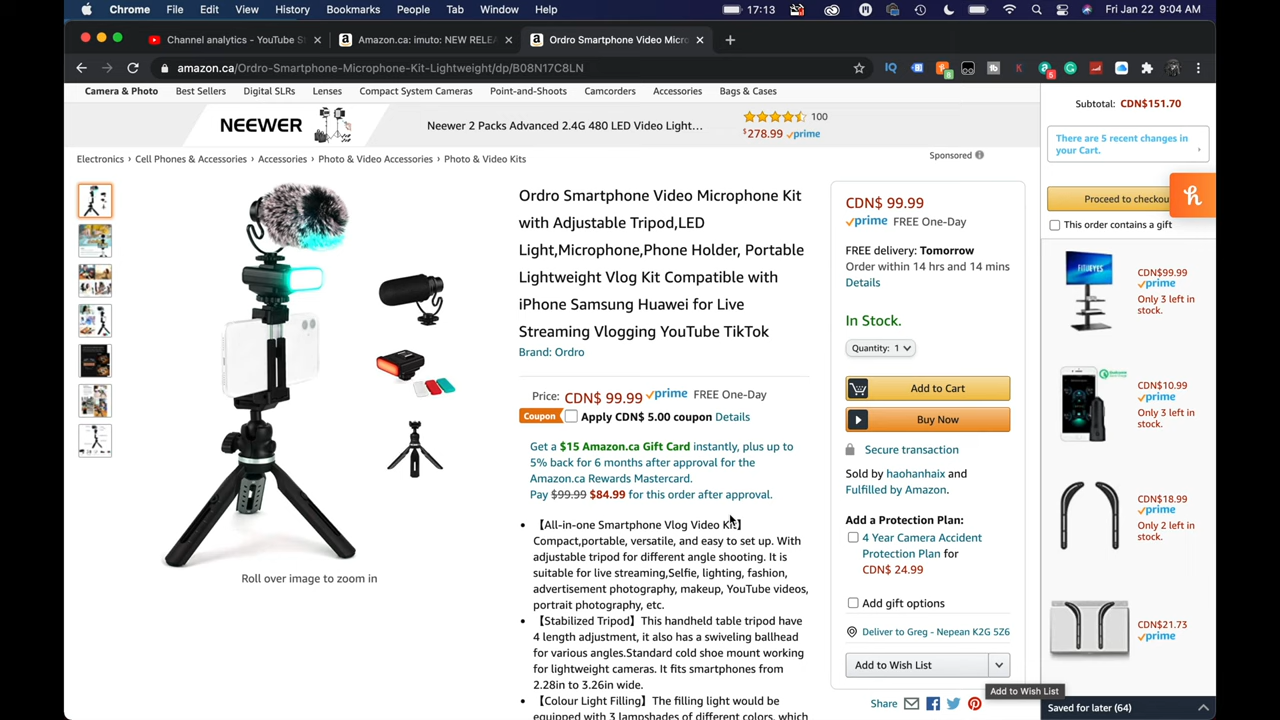 Chrome File Edit View History Bookmarks People Tab Window Help 17:13 Fri Jan 22 9:04 AM
Channel analytics - YouTube St
Amazon.ca: imuto: NEW RELEA
Ordro Smartphone Video Micro
amazon.ca/Ordro-Smartphone-Microphone-Kit-Lightweight/dp/B08N17C8LN
Camera & Photo Best Sellers Digital SLRs Lenses Compact System Cameras Point-and-Shoots Camcorders Accessories Bags & Cases
NEEWER
Newer 2 Packs Advanced 2.4G 480 LED Video Light…
100
$278.99 prime
Electronics › Cell Phones & Accessories › Accessories › Photo & Video Accessories › Photo & Video Kits
Sponsored
Roll over image to zoom in
Ordro Smartphone Video Microphone Kit
with Adjustable Tripod,LED
Light,Microphone,Phone Holder, Portable
Lightweight Vlog Kit Compatible with
iPhone Samsung Huawei for Live
Streaming Vlogging YouTube TikTok
Brand: Ordro
Price: CDN$ 99.99 prime FREE One-Day
Coupon Apply CDN$ 5.00 coupon Details
Get a $15 Amazon.ca Gift Card instantly, plus up to
5% back for 6 months after approval for the
Amazon.ca Rewards Mastercard.
Pay $99.99 $84.99 for this order after approval.
• 【All-in-one Smartphone Vlog Video Kit】
Compact,portable, versatile, and easy to set up. With
adjustable tripod for different angle shooting. It is
suitable for live streaming,Selfie, lighting, fashion,
advertisement photography, makeup, YouTube videos,
portrait photography, etc.
• 【Stabilized Tripod】This handheld table tripod have
4 length adjustment, it also has a swiveling ballhead
for various angles.Standard cold shoe mount working
for lightweight cameras. It fits smartphones from
2.28in to 3.26in wide.
• 【Colour Light Filling】The filling light would be
equipped with 3 lampshades of different colors, which
CDN$ 99.99
prime FREE One-Day
FREE delivery: Tomorrow
Order within 14 hrs and 14 mins
Details
In Stock.
Quantity: 1
Add to Cart
Buy Now
Secure transaction
Sold by haohanhaix and
Fulfilled by Amazon.
Add a Protection Plan:
4 Year Camera Accident
Protection Plan for
CDN$ 24.99
Add gift options
Deliver to Greg - Nepean K2G 5Z6
Add to Wish List
Add to Wish List
Share
Subtotal: CDN$151.70
There are 5 recent changes in
your Cart.
Proceed to checkou
This order contains a gift
FITUEYES
CDN$99.99
prime
Only 3 left in
stock.
CDN$10.99
prime
Only 3 left in
stock.
CDN$18.99
prime
Only 2 left in
stock.
CDN$21.73
prime
Saved for later (64)